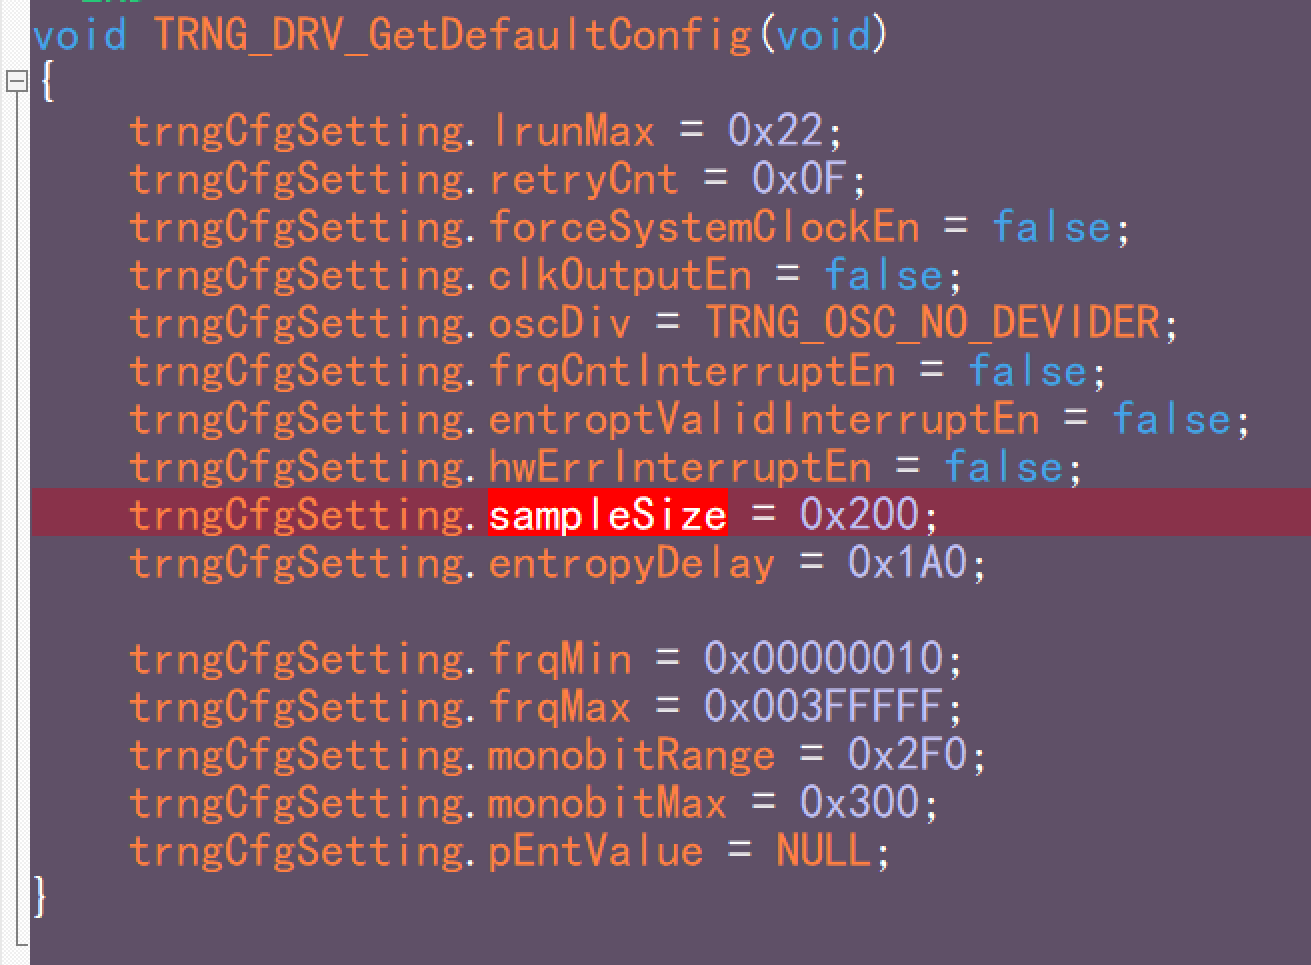 void TRNG_DRV_GetDefaultConfig(void)
{
trngCfgSetting.lrunMax = 0x22;
trngCfgSetting.retryCnt = 0x0F;
trngCfgSetting.forceSystemClockEn = false;
trngCfgSetting.clkOutputEn = false;
trngCfgSetting.oscDiv = TRNG_OSC_NO_DEVIDER;
trngCfgSetting.frqCntInterruptEn = false;
trngCfgSetting.entroptValidInterruptEn = false;
trngCfgSetting.hwErrInterruptEn = false;
trngCfgSetting.sampleSize = 0x200;
trngCfgSetting.entropyDelay = 0x1A0;
trngCfgSetting.frqMin = 0x00000010;
trngCfgSetting.frqMax = 0x003FFFFF;
trngCfgSetting.monobitRange = 0x2F0;
trngCfgSetting.monobitMax = 0x300;
trngCfgSetting.pEntValue = NULL;
}